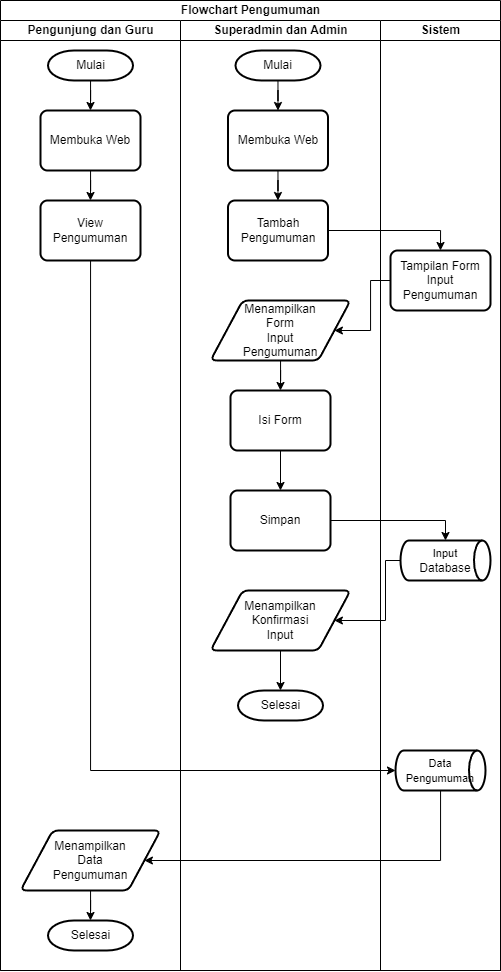 Flowchart Pengumuman
Pengunjung dan Guru
Superadmin dan Admin
Sistem
Mulai
Mulai
Membuka Web
Membuka Web
View
Pengumuman
Tambah
Pengumuman
Tampilan Form
Input
Pengumuman
Menampilkan
Form
Input
Pengumuman
Isi Form
Simpan
Input
Database
Menampilkan
Konfirmasi
Input
Selesai
Data
Pengumuman
Menampilkan
Data
Pengumuman
Selesai